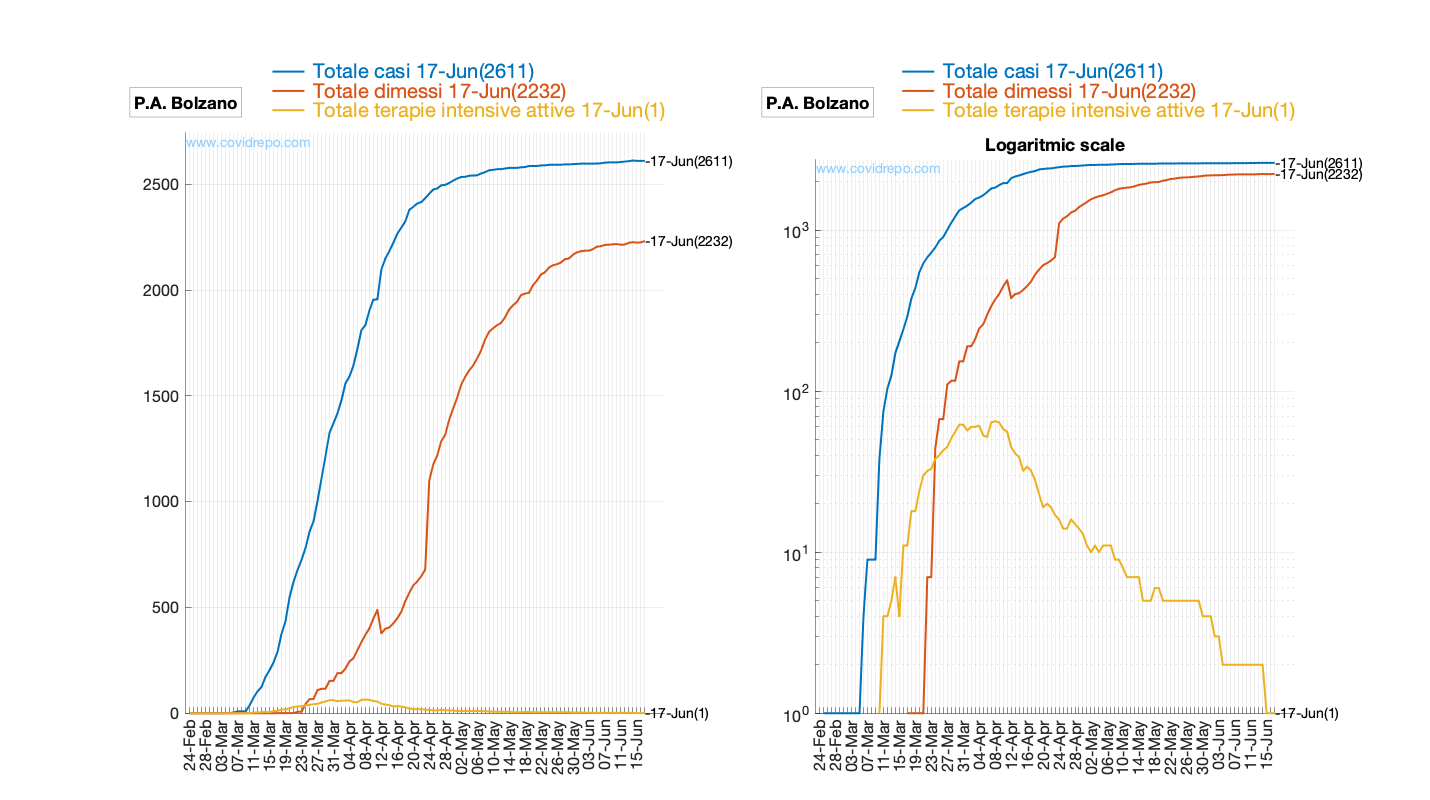 Totale casi 17-Jun(2611)
Totale dimessi 17-Jun(2232)
Totale terapie intensive attive 17-Jun(1)
P.A. Bolzano
www.covidrepo.com
2500
2000
1500
1000
500
0
-17-Jun(2611)
-17-Jun(2232)
-17-Jun(1)
24-Feb
28-Feb
03-Mar
07-Mar
11-Mar
15-Mar
19-Mar
23-Mar
27-Mar
31-Mar
04-Apr
08-Apr
12-Apr
16-Apr
20-Apr
24-Apr
28-Apr
02-May
06-May
10-May
14-May
18-May
22-May
26-May
30-May
03-Jun
07-Jun
11-Jun
15-Jun
Totale casi 17-Jun(2611)
Totale dimessi 17-Jun(2232)
Totale terapie intensive attive 17-Jun(1)
P.A. Bolzano
Logaritmic scale
www.covidrepo.com
10³
10²
10¹
10⁰
-17-Jun(2611)
-17-Jun(2232)
-17-Jun(1)
24-Feb
28-Feb
03-Mar
07-Mar
11-Mar
15-Mar
19-Mar
23-Mar
27-Mar
31-Mar
04-Apr
08-Apr
12-Apr
16-Apr
20-Apr
24-Apr
28-Apr
02-May
06-May
10-May
14-May
18-May
22-May
26-May
30-May
03-Jun
07-Jun
11-Jun
15-Jun